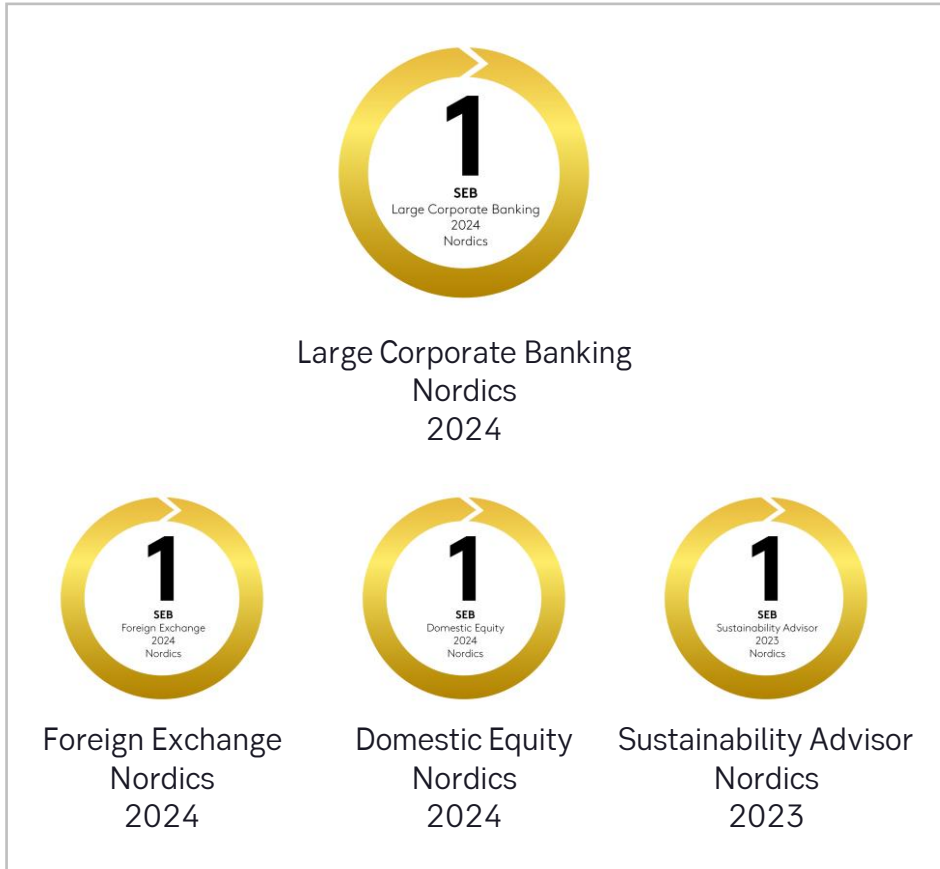 1
SEB
Large Corporate Banking
2024
Nordics
Large Corporate Banking
Nordics
2024
1
SEB
Foreign Exchange
2024
Nordics
Foreign Exchange
Nordics
2024
1
SEB
Domestic Equity
2024
Nordics
Domestic Equity
Nordics
2024
1
SEB
Sustainability Advisor
2023
Nordics
Sustainability Advisor
Nordics
2023